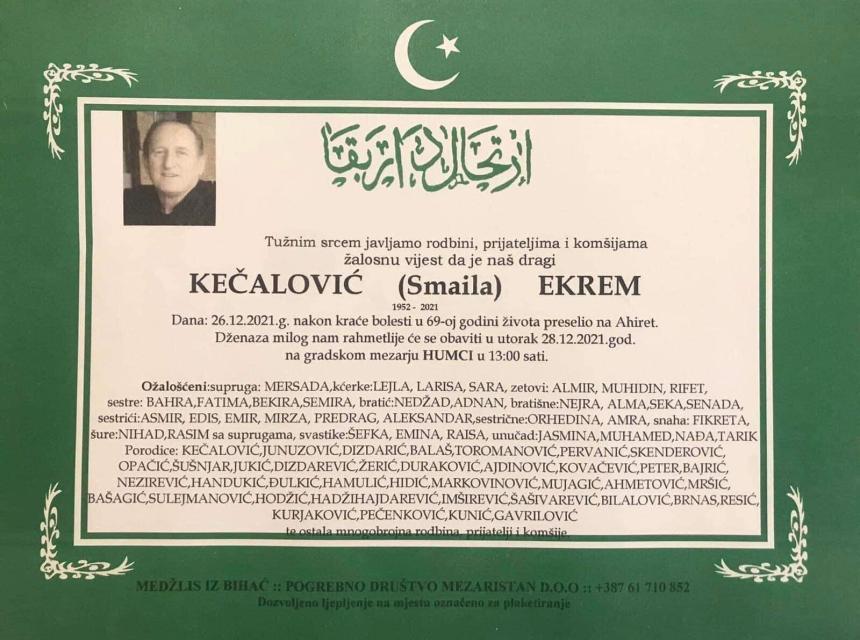 ارتحال دار بقا
Tužnim srcem javljamo rodbini, prijateljima i komšijama
žalosnu vijest da je naš dragi
KEČALOVIĆ (Smaila) EKREM
1952 - 2021
Dana: 26.12.2021.g. nakon kraće bolesti u 69-oj godini života preselio na Ahiret.
Dženaza milog nam rahmetlije će se obaviti u utorak 28.12.2021.god.
na gradskom mezarju HUMCI u 13:00 sati.
Ožalošćeni:supruga: MERSADA,kćerke:LEJLA, LARISA, SARA, zetovi: ALMIR, MUHIDIN, RIFET,
sestre: BAHRA,FATIMA,BEKIRA,SEMIRA, bratić:NEDŽAD,ADNAN, bratišne:NEJRA, ALMA,SEKA,SENADA,
sestrići:ASMIR, EDIS, EMIR, MIRZA, PREDRAG, ALEKSANDAR,sestrične:ORHEDINA, AMRA, snaha: FIKRETA,
šure:NIHAD,RASIM sa suprugama, svastike:ŠEFKA, EMINA, RAISA, unučad:JASMINA,MUHAMED,NAĐA,TARIK
Porodice: KEČALOVIĆ,JUNUZOVIĆ,DIZDARIĆ,BALAŠ,TOROMANOVIĆ,PERVANIĆ,SKENDEROVIĆ,
OPAČIĆ,ŠUŠNJAR,JUKIĆ,DIZDAREVIĆ,ŽERIĆ,DURAKOVIĆ,AJDINOVIĆ,KOVAČEVIĆ,PETER,BAJRIĆ,
NEZIREVIĆ,HANDUKIĆ,ĐULKIĆ,HAMULIĆ,HIDIĆ,MARKOVINOVIĆ,MUJAGIĆ,AHMETOVIĆ,MRŠIĆ,
BAŠAGIĆ,SULEJMANOVIĆ,HODŽIĆ,HADŽIHAJDAREVIĆ,IMŠIREVIĆ,ŠAŠIVAREVIĆ,BILALOVIĆ,BRNAS,RESIĆ,
KURJAKOVIĆ,PEČENKOVIĆ,KUNIĆ,GAVRILOVIĆ
te ostala mnogobrojna rodbina, prijatelji i komšije.
MEDŽLIS IZ BIHAĆ :: POGREBNO DRUŠTVO MEZARISTAN D.O.O :: +387 61 710 852
Dozvoljeno ljepljenje na mjestu označeno za plakatiranje